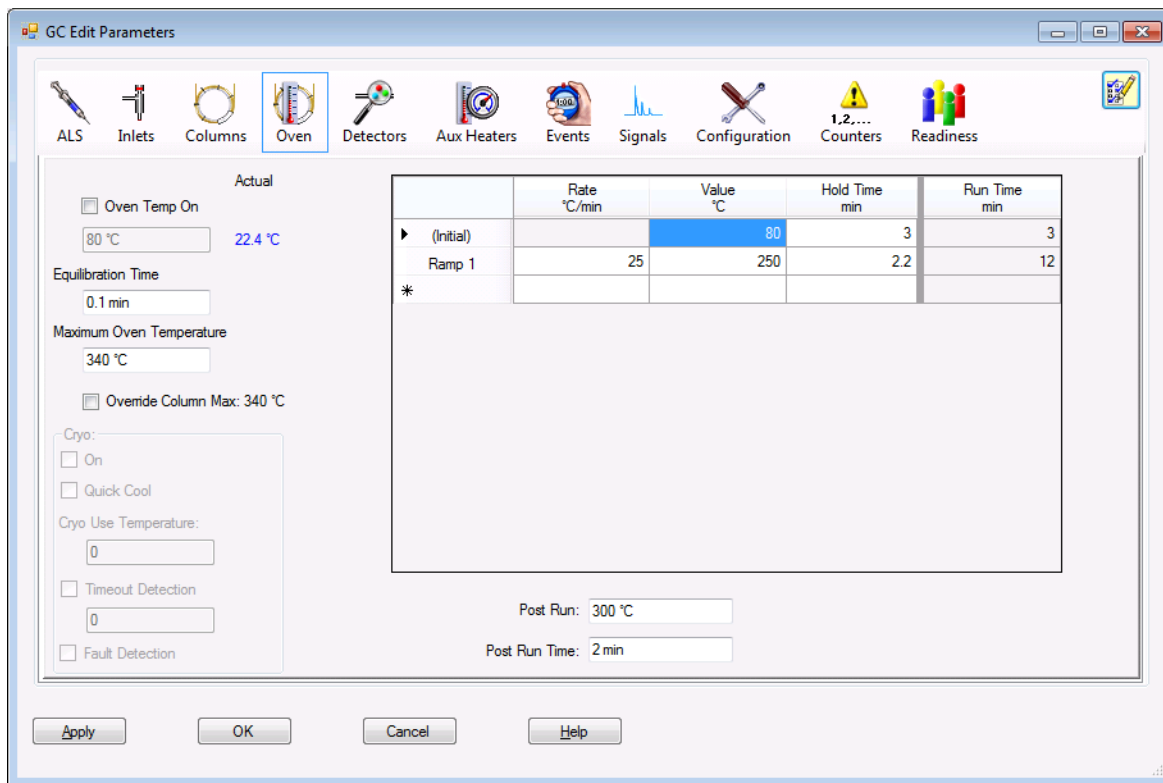 GC Edit Parameters
1:00
1,2,...
ALS Inlets Columns Oven Detectors Aux Heaters Events Signals Configuration Counters Readiness
Actual
Oven Temp On
80 °C 22.4 °C
Equilibration Time
0.1 min
Maximum Oven Temperature
340 °C
Override Column Max: 340 °C
Cryo:
On
Quick Cool
Cryo Use Temperature:
0
Timeout Detection
0
Fault Detection
Rate Value Hold Time Run Time
°C/min °C min min
(Initial) 80 3 3
Ramp 1 25 250 2.2 12
Post Run: 300 °C
Post Run Time: 2 min
Apply OK Cancel Help